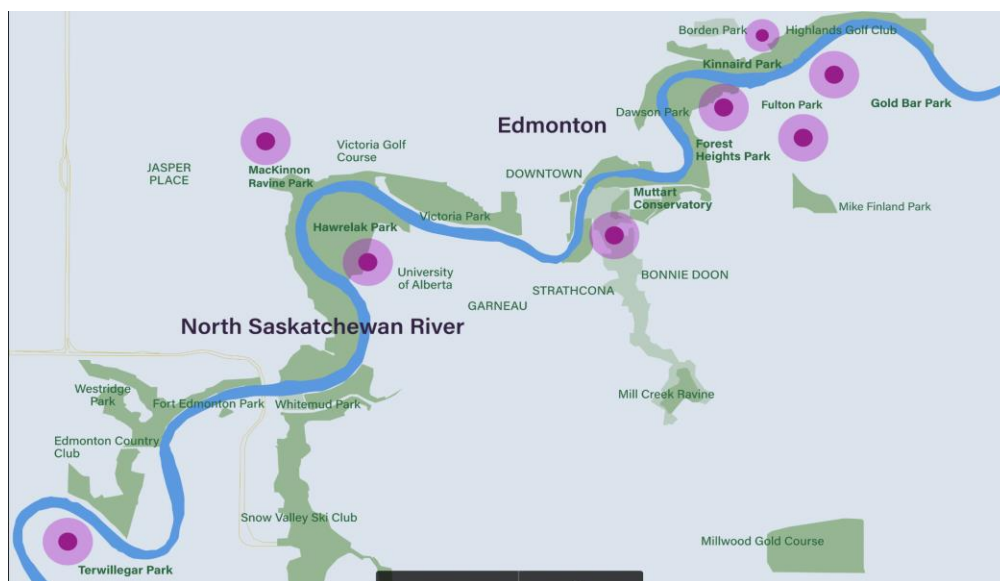 Borden Park
Highlands Golf Club
Kinnaird Park
Dawson Park
Fulton Park
Gold Bar Park
Edmonton
Forest
Heights Park
MacKinnon
Ravine Park
Victoria Golf
Course
JASPER
PLACE
DOWNTOWN
Muttart
Conservatory
Mike Finland Park
Victoria Park
Hawrelak Park
University
of Alberta
BONNIE DOON
STRATHCONA
GARNEAU
North Saskatchewan River
Westridge
Park
Fort Edmonton Park
Whitemud Park
Mill Creek Ravine
Edmonton Country
Club
Snow Valley Ski Club
Millwood Gold Course
Terwillegar Park